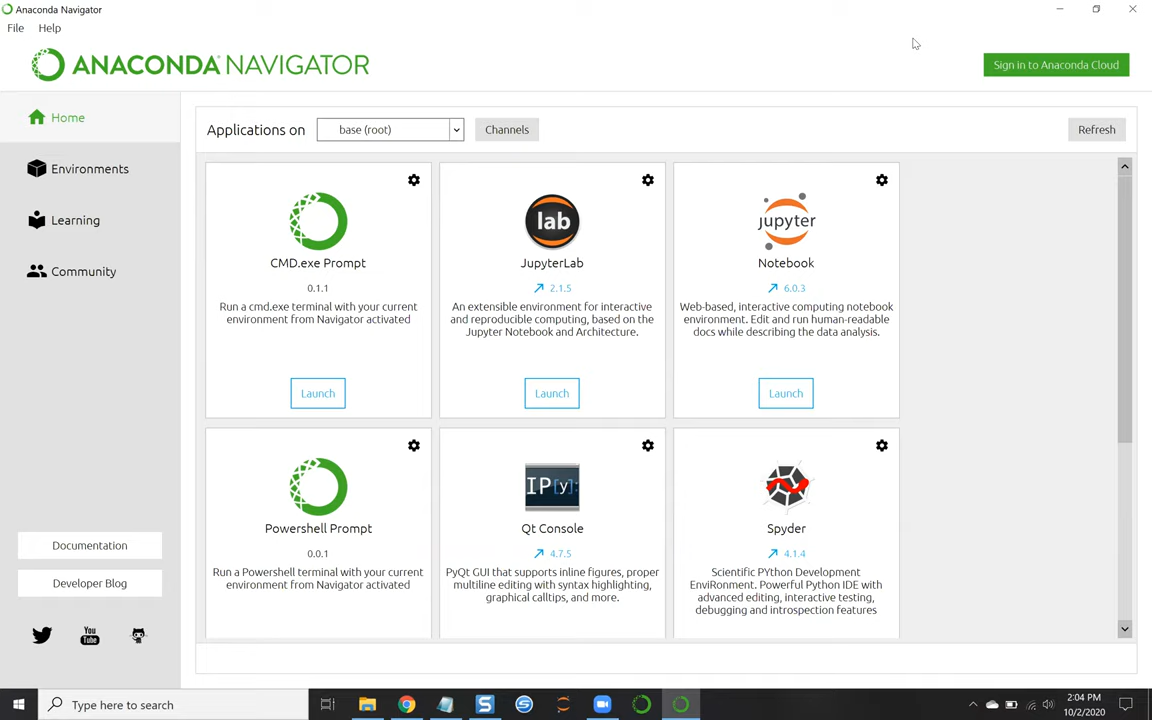 Anaconda Navigator
File Help
ANACONDA NAVIGATOR
Sign in to Anaconda Cloud
Home
Environments
Learning
Community
Documentation
Developer Blog
You
Tube
Applications on base (root) Channels Refresh
CMD.exe Prompt
0.1.1
Run a cmd.exe terminal with your current
environment from Navigator activated
Launch
lab
JupyterLab
2.1.5
An extensible environment for interactive
and reproducible computing, based on the
Jupyter Notebook and Architecture.
Launch
jupyter
Notebook
6.0.3
Web-based, interactive computing notebook
environment. Edit and run human-readable
docs while describing the data analysis.
Launch
Powershell Prompt
0.0.1
Run a Powershell terminal with your current
environment from Navigator activated
IP[y]:
Qt Console
4.7.5
PyQt GUI that supports inline figures, proper
multiline editing with syntax highlighting,
graphical calltips, and more.
Spyder
4.1.4
Scientific PYthon Development
EnviRonment. Powerful Python IDE with
advanced editing, interactive testing,
debugging and introspection features
Type here to search
2:04 PM
10/2/2020